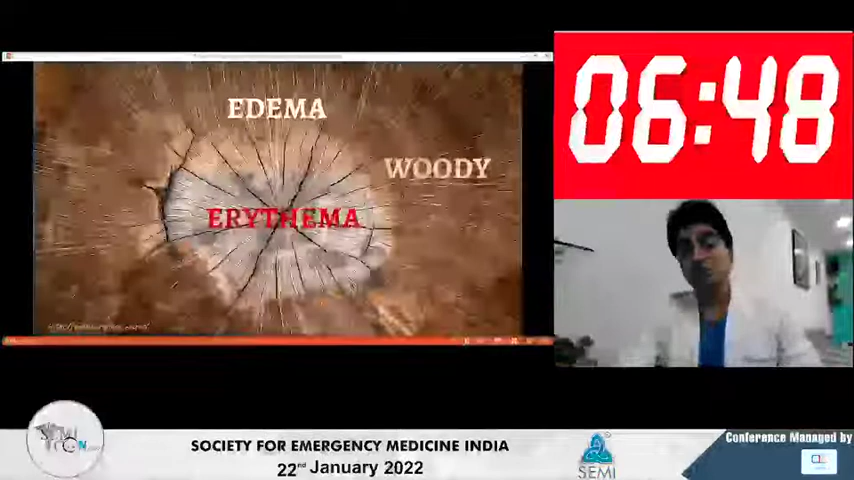 EDEMA
WOODY
ERYTHEMA
06:48
SOCIETY FOR EMERGENCY MEDICINE INDIA
22nd January 2022
SEMI
Conference Managed by